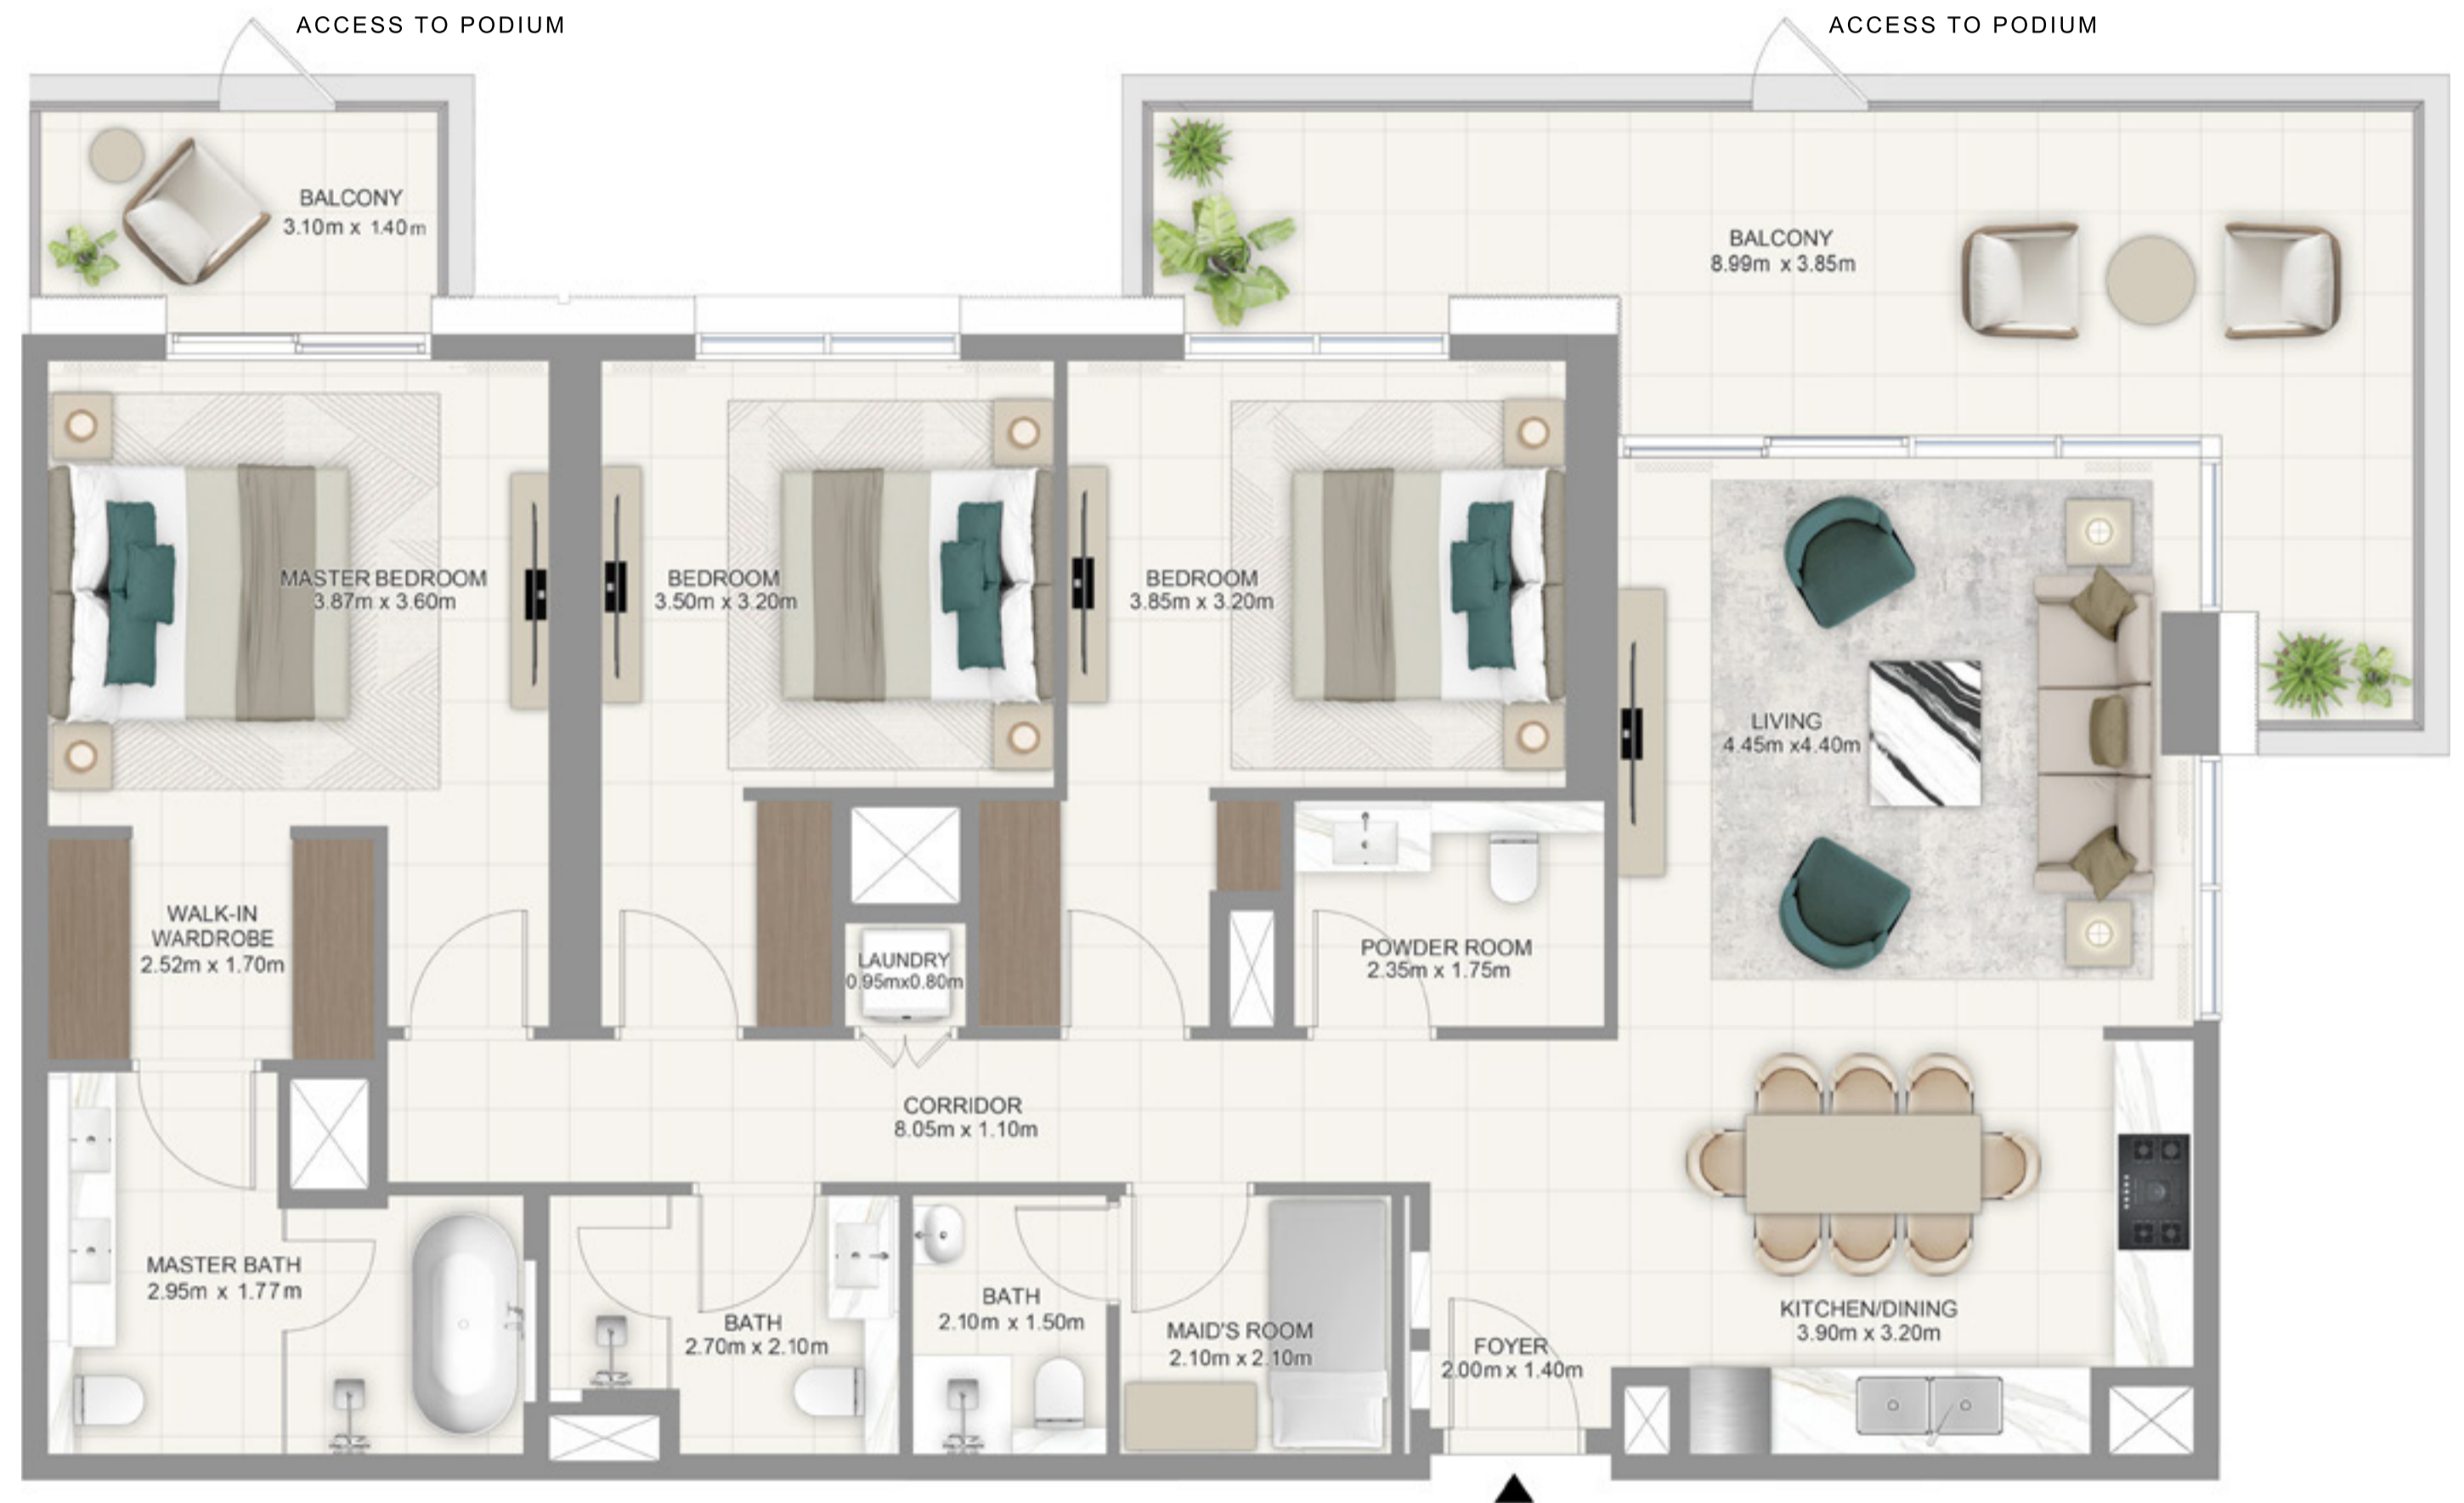 ACCESS TO PODIUM
ACCESS TO PODIUM
BALCONY
3.10m x 1.40m
BALCONY
8.99m x 3.85m
MASTER BEDROOM
3.87m x 3.60m
BEDROOM
3.50m x 3.20m
BEDROOM
3.85m x 3.20m
LIVING
4.45m x4.40m
WALK-IN
WARDROBE
2.52m x 1.70m
LAUNDRY
0.95mx0.80m
POWDER ROOM
2.35m x 1.75m
CORRIDOR
8.05m x 1.10m
MASTER BATH
2.95m x 1.77m
BATH
2.70m x 2.10m
BATH
2.10m x 1.50m
MAID'S ROOM
2.10m x 2.10m
FOYER
2.00m x 1.40m
KITCHEN/DINING
3.90m x 3.20m